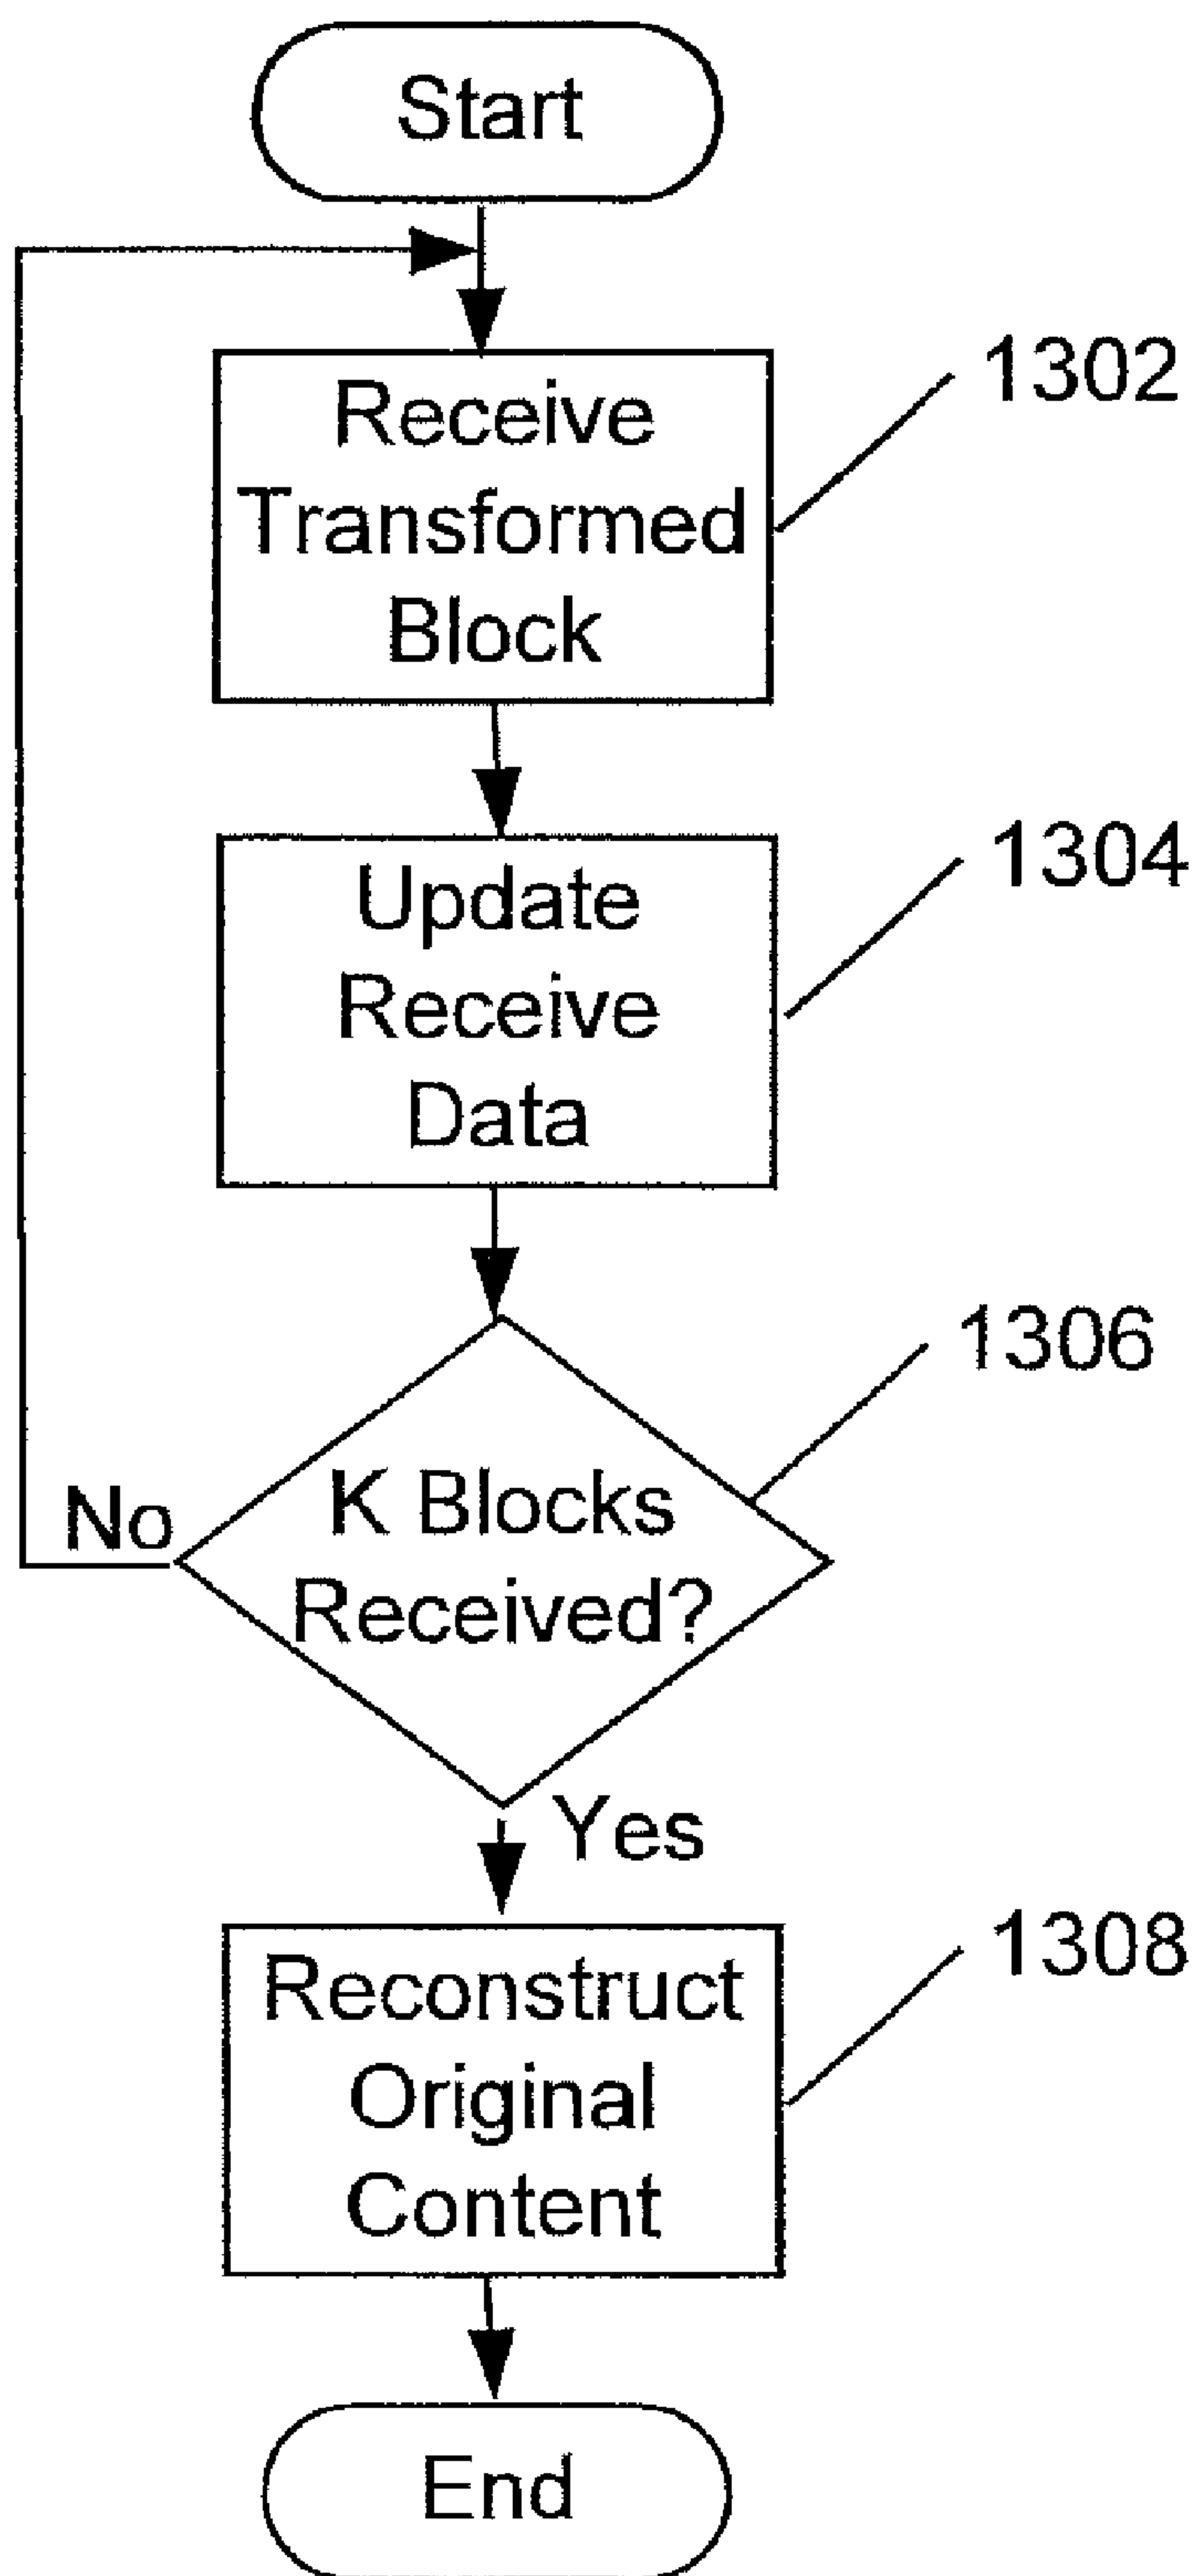 Start
Receive
Transformed
Block
1302
Update
Receive
Data
1304
K Blocks
Received?
1306
No
Yes
Reconstruct
Original
Content
1308
End